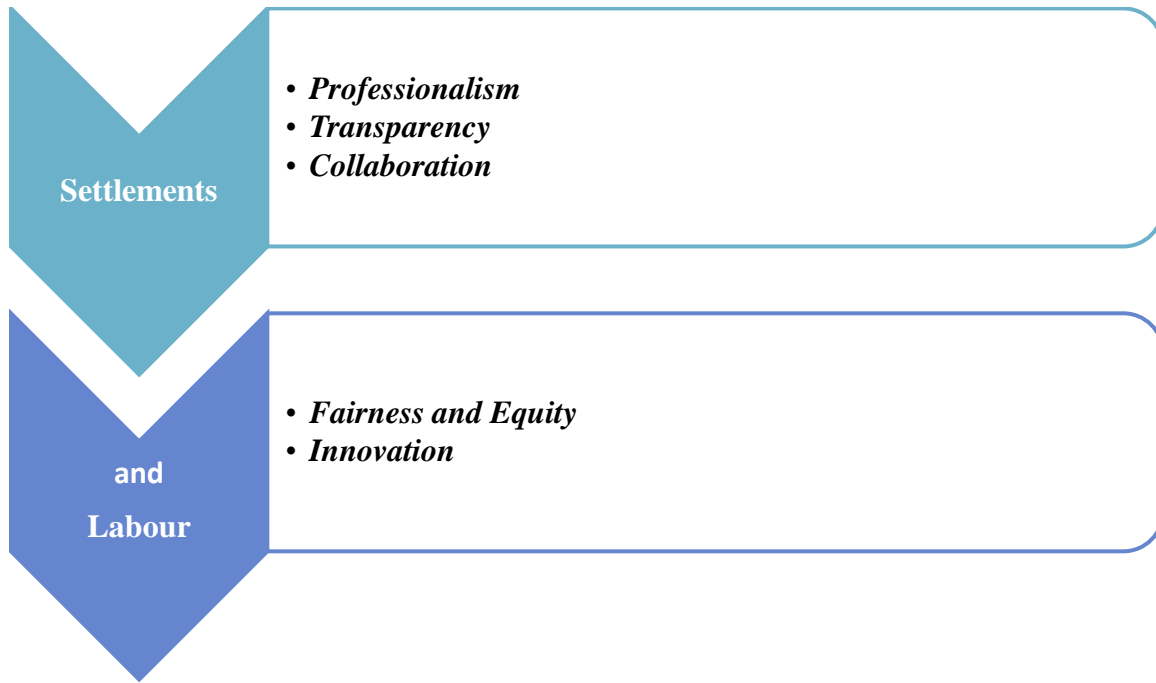 Settlements
• Professionalism
• Transparency
• Collaboration
and
Labour
• Fairness and Equity
• Innovation